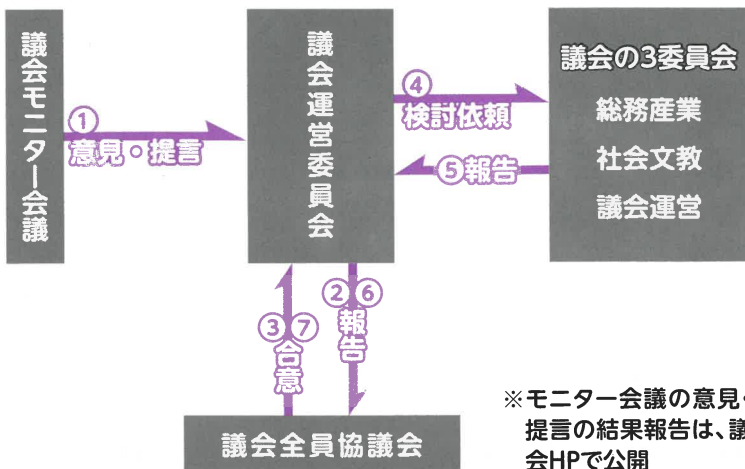 議会モニター会議
①
意見・提言
議会運営委員会
④
検討依頼
⑤報告
議会の3委員会
総務産業
社会文教
議会運営
③⑦
合意
②⑥
報告
議会全員協議会
※モニター会議の意見・
提言の結果報告は、議
会HPで公開